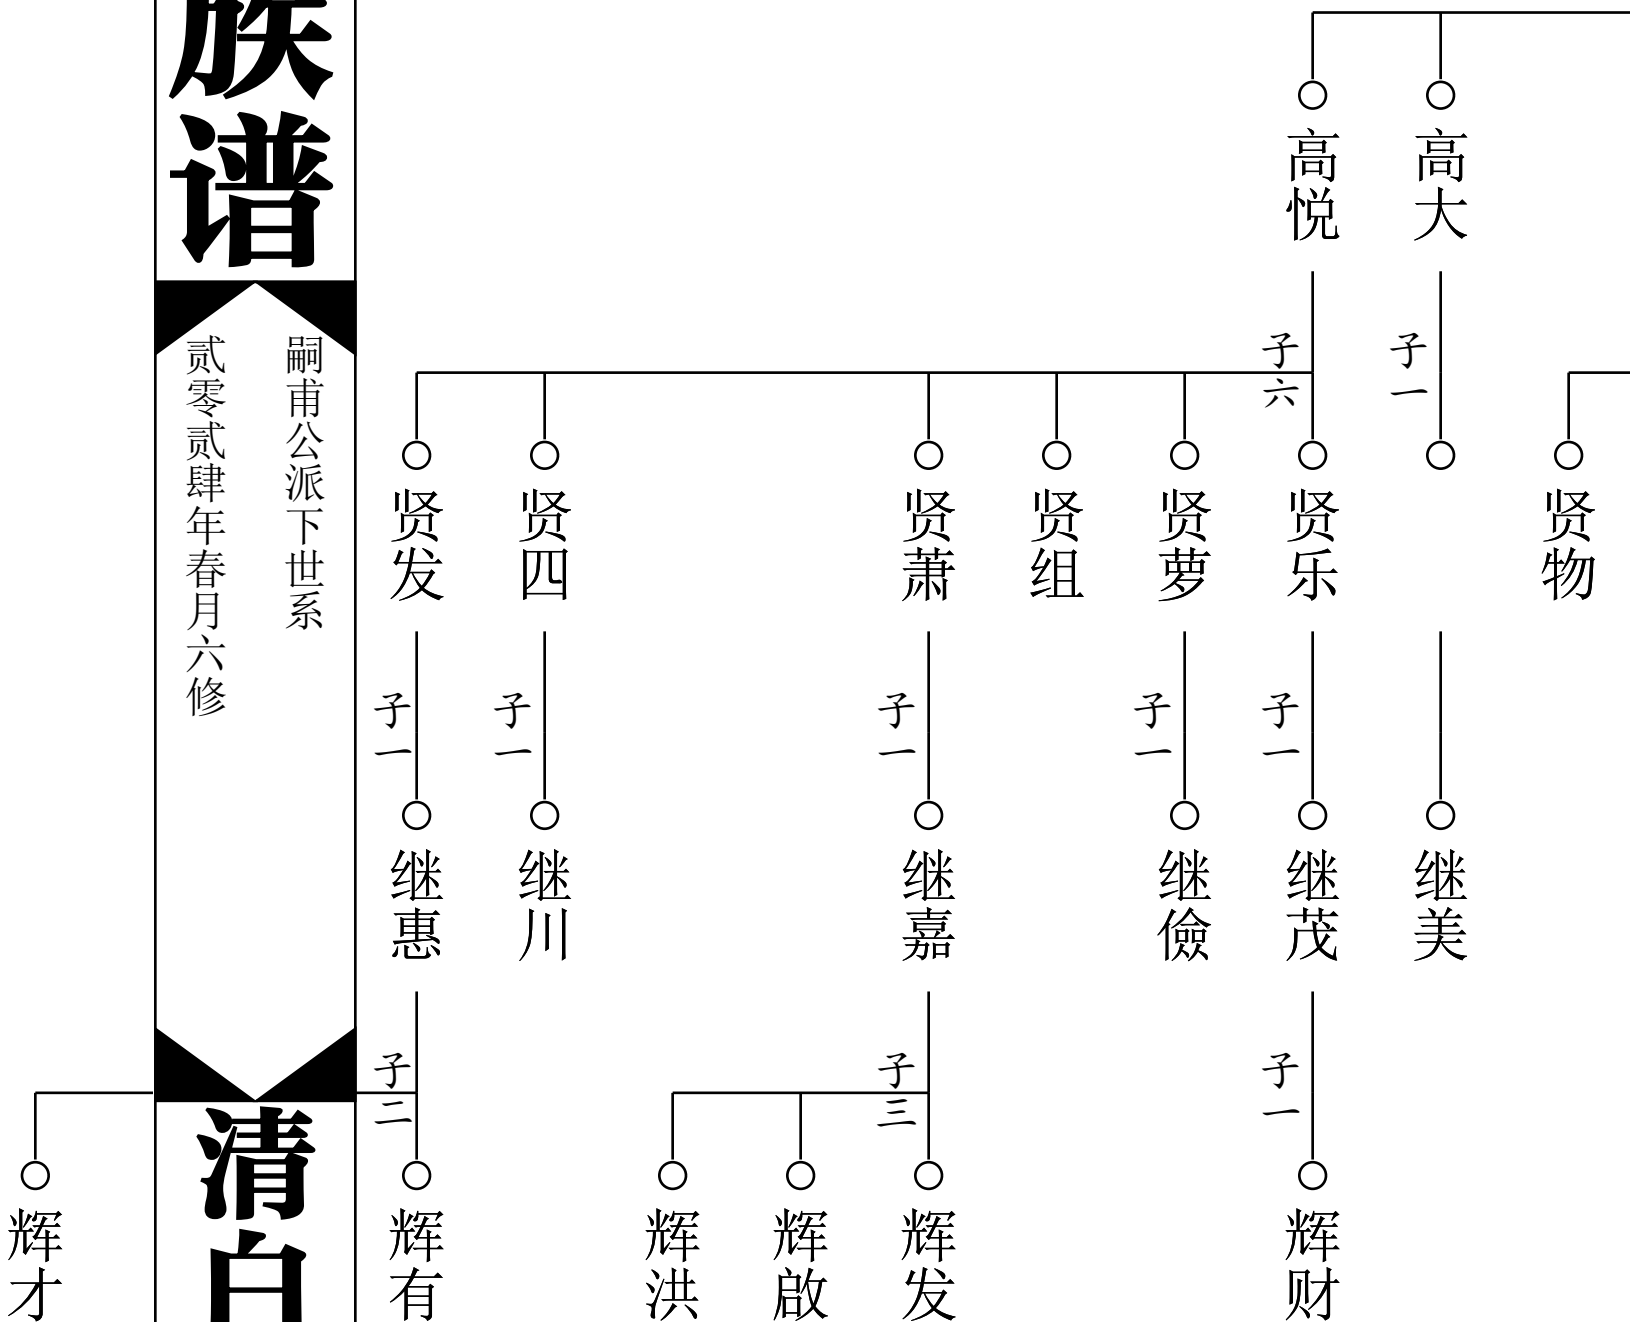 高大
高悦
子一
子六
贤物
贤乐
贤萝
贤组
贤萧
贤四
贤发
子一
子一
子一
子一
子一
继美
继茂
继儉
继嘉
继川
继惠
子一
子三
子二
辉财
辉发
辉啟
辉洪
辉有
族谱
嗣甫公派下世系
贰零贰肆年春月六修
清白
辉才